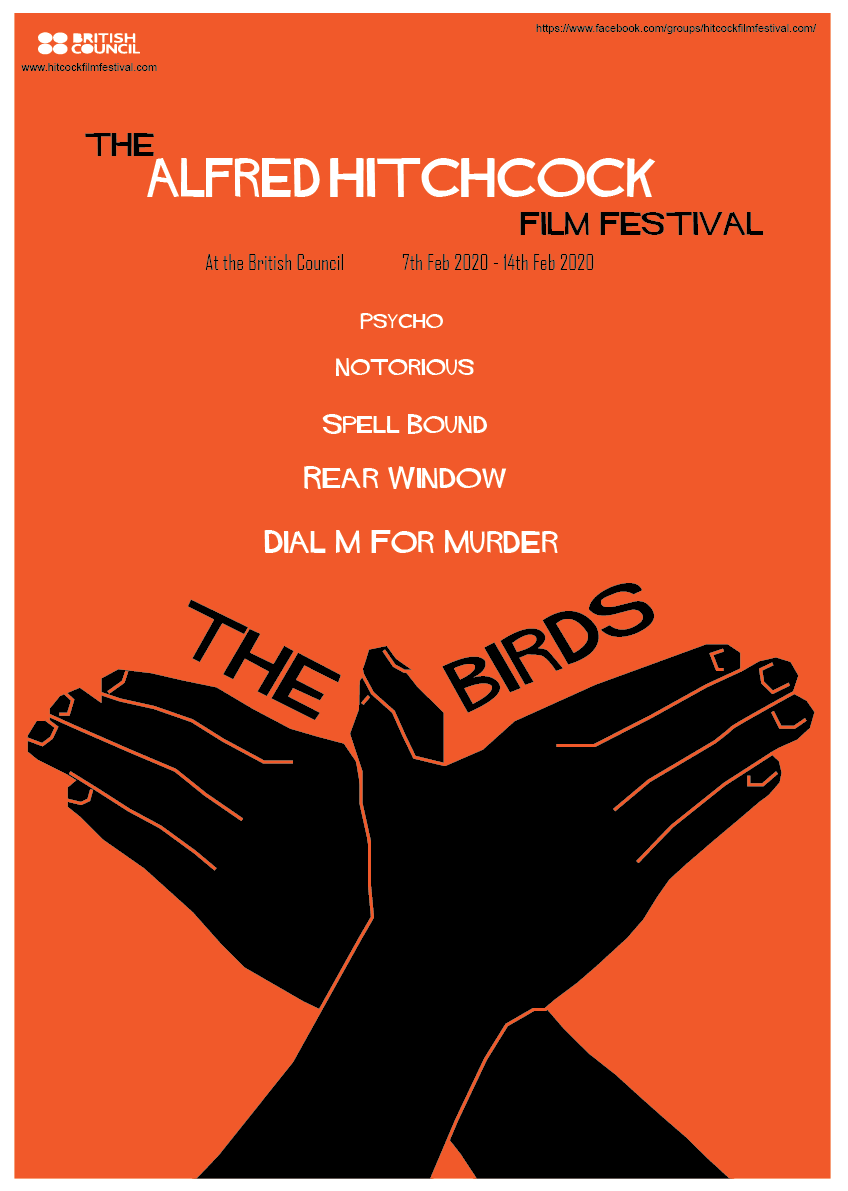 https://www.facebook.com/groups/hitcockfilmfestival.com/
BRITISH
COUNCIL
www.hitcockfilmfestival.com
THE
ALFRED HITCHCOCK
FILM FESTIVAL
At the British Council 7th Feb 2020 - 14th Feb 2020
PSYCHO
NOTORIOUS
SPELL BOUND
REAR WINDOW
DIAL M FOR MURDER
THE BIRDS